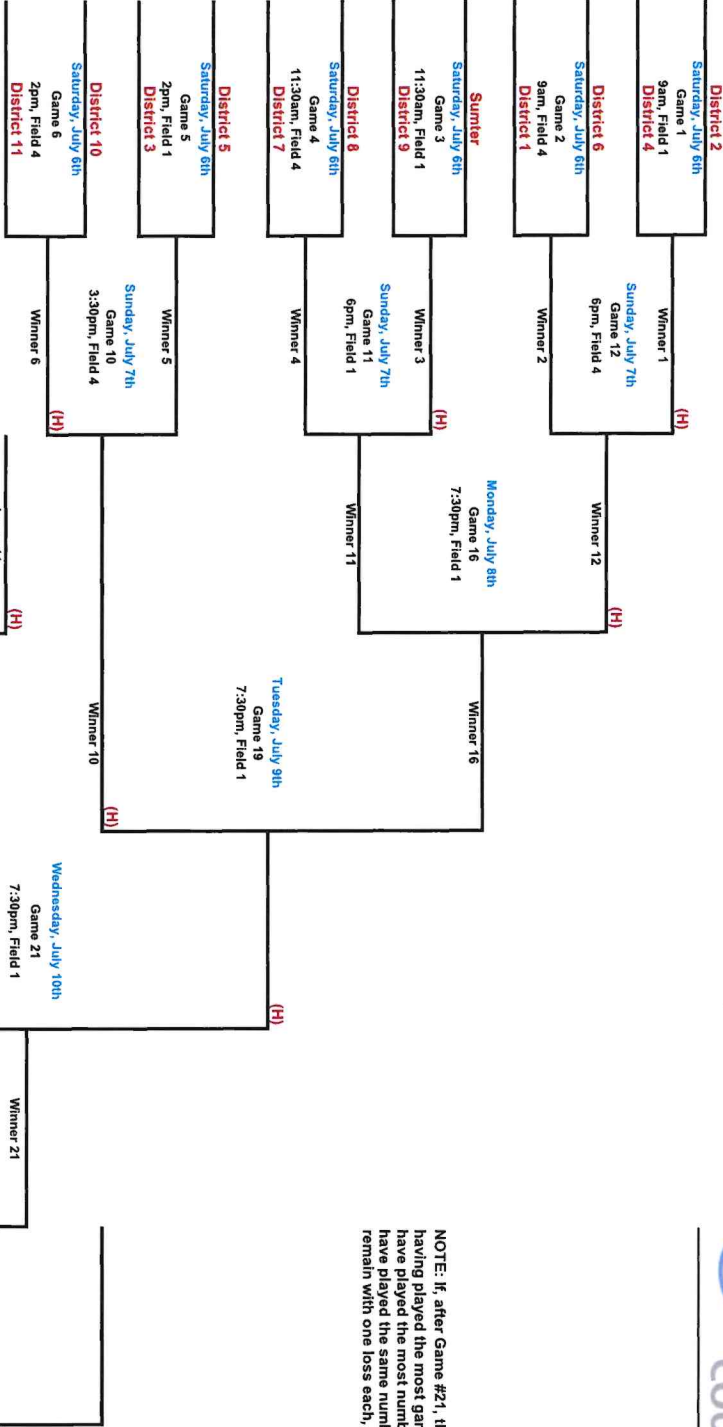 District 2
Saturday, July 6th
Game 1
9am, Field 1
District 4
District 6
Saturday, July 6th
Game 2
9am, Field 4
District 1
Sumter
Saturday, July 6th
Game 3
11:30am, Field 1
District 9
District 8
Saturday, July 6th
Game 4
11:30am, Field 4
District 7
District 5
Saturday, July 6th
Game 5
2pm, Field 1
District 3
District 10
Saturday, July 6th
Game 6
2pm, Field 4
District 11
Winner 1
(H)
Sunday, July 7th
Game 12
6pm, Field 4
Winner 2
Winner 3
(H)
Sunday, July 7th
Game 11
6pm, Field 1
Winner 4
Winner 5
Sunday, July 7th
Game 10
3:30pm, Field 4
Winner 6
(H)
Winner 12
(H)
Monday, July 8th
Game 16
7:30pm, Field 1
Winner 11
(H)
Winner 16
Tuesday, July 9th
Game 19
7:30pm, Field 1
Winner 10
(H)
(H)
Wednesday, July 10th
Game 21
7:30pm, Field 1
Winner 21
NOTE: If, after Game #21,
having played the most
have played the most
have played the same
remain with one loss each,